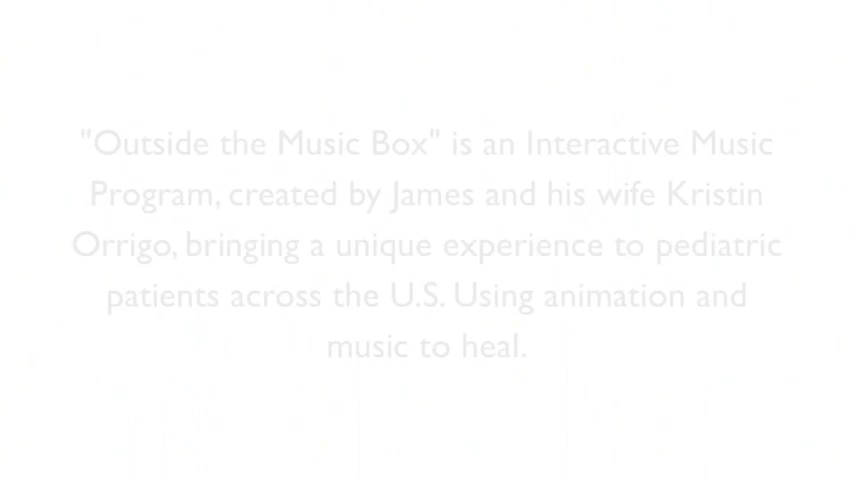 "Outside the Music Box" is an Interactive Music
Program, created by James and his wife Kristin
Orrigo, bringing a unique experience to pediatric
patients across the U.S. Using animation and
music to heal.